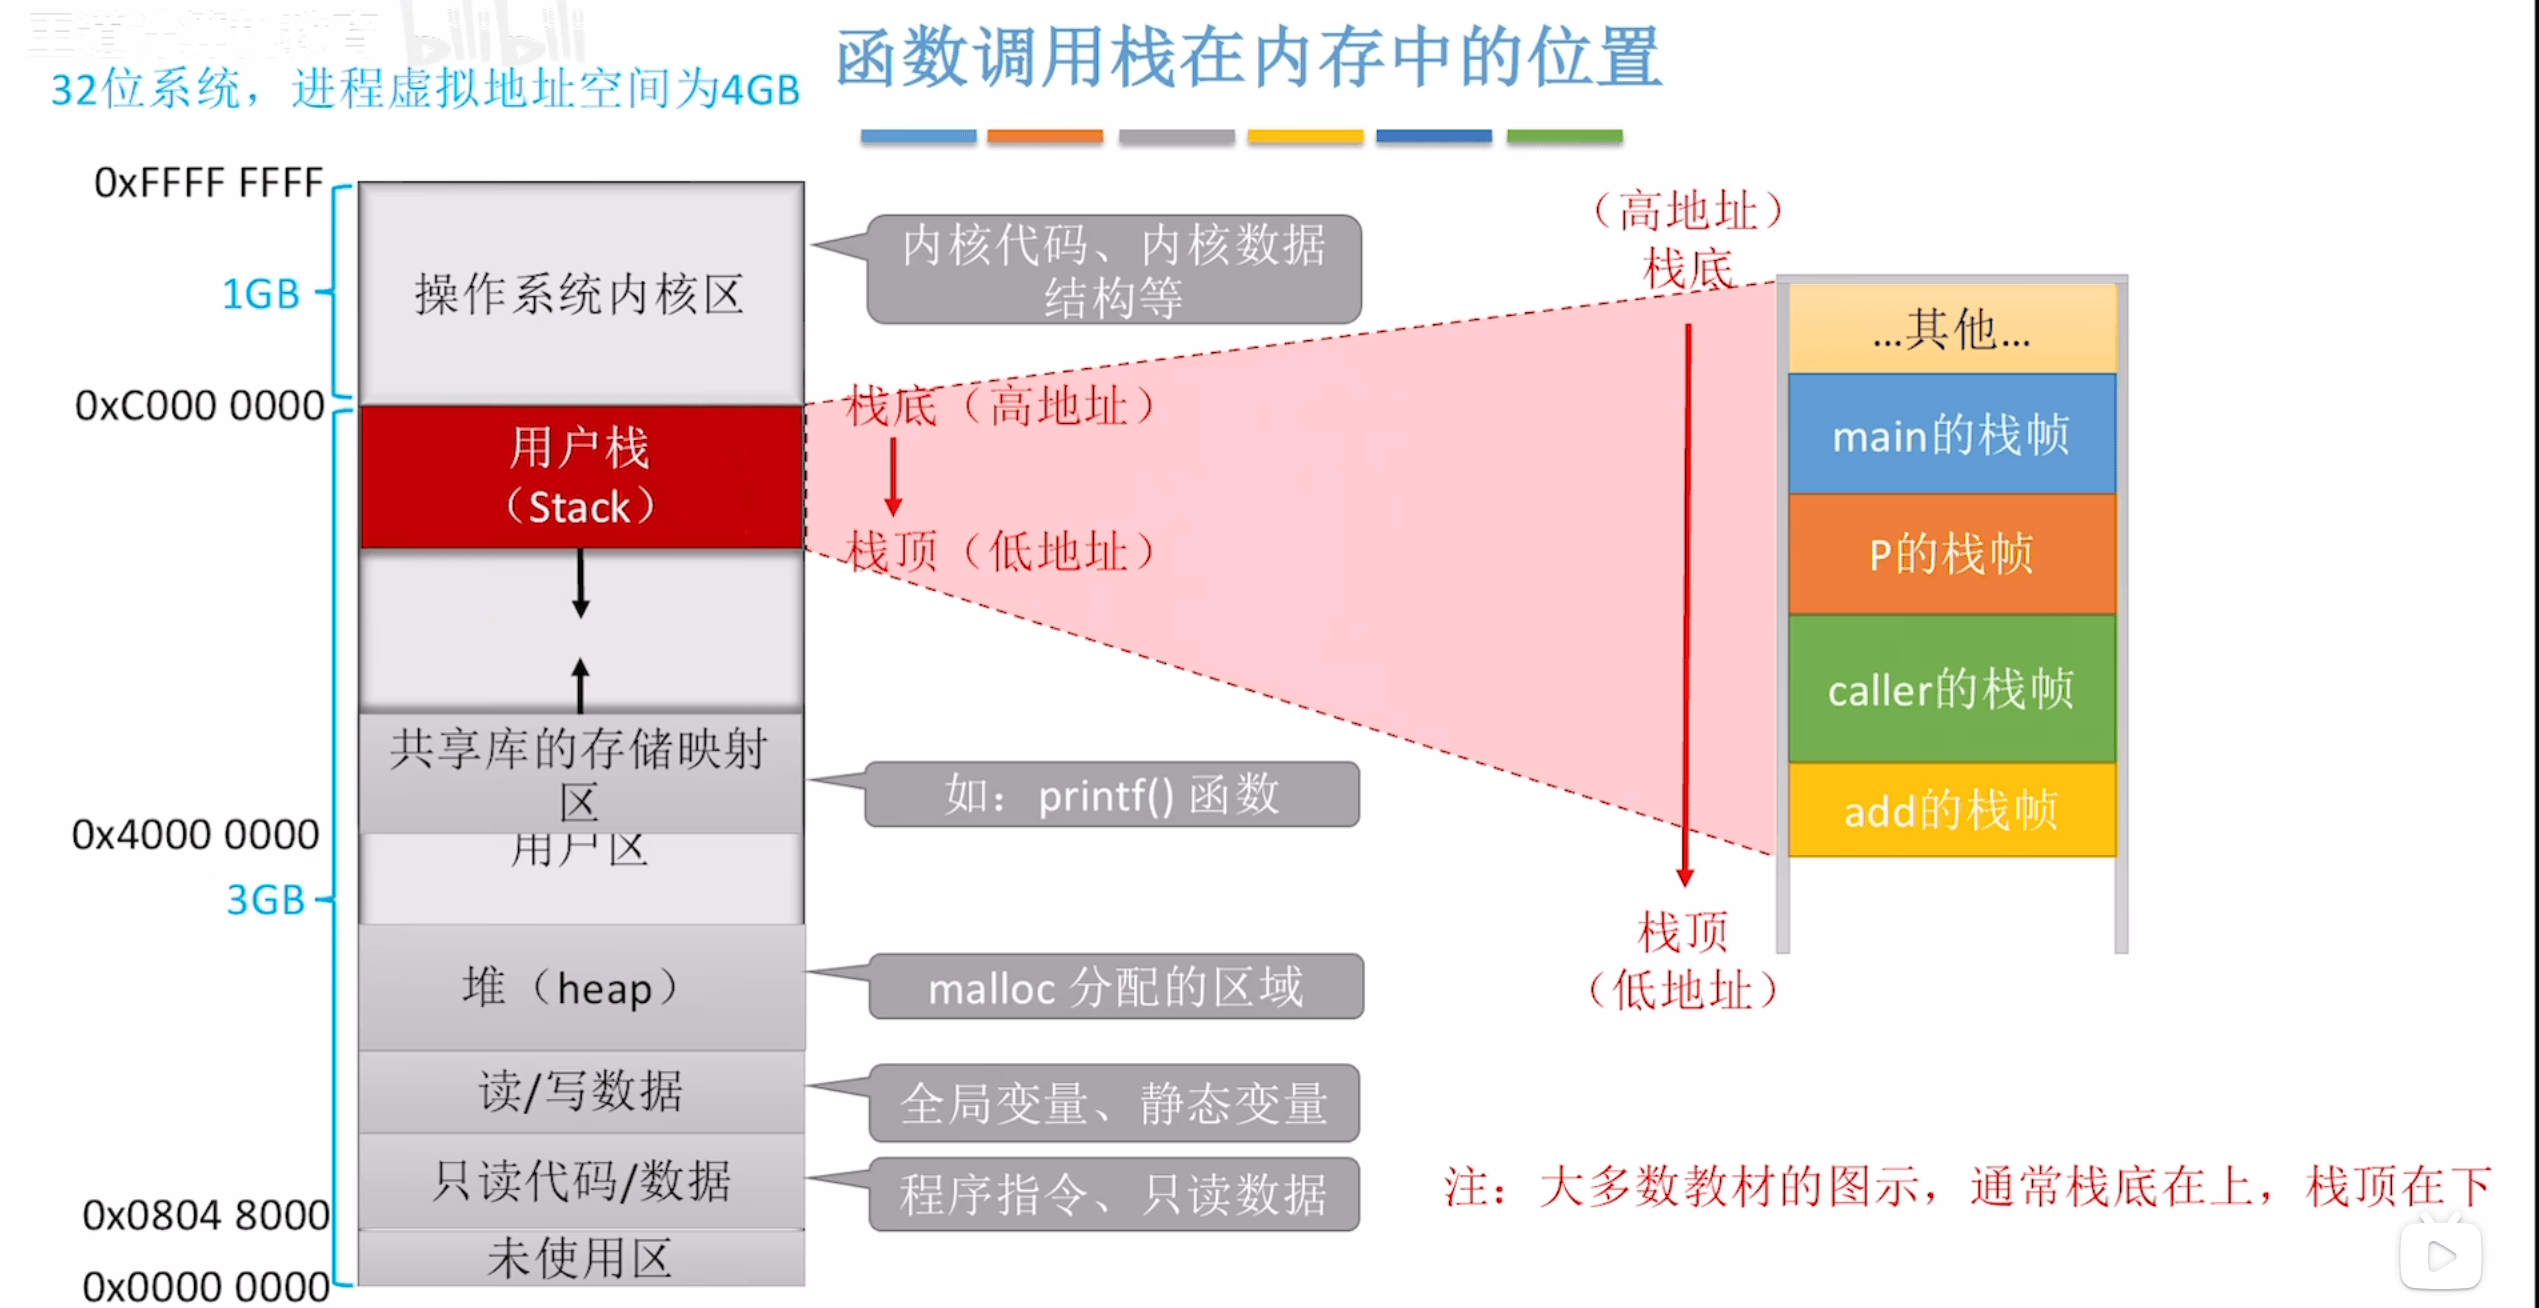 bilibili
函数调用栈在内存中的位置
32位系统，进程虚拟地址空间为4GB
0xFFFF FFFF
1GB
操作系统内核区
内核代码、内核数据
结构等
0xC000 0000
用户栈
（Stack）
栈底（高地址）
栈顶（低地址）
共享库的存储映射
区
如：printf() 函数
0x4000 0000
用户区
3GB
堆（heap）
malloc 分配的区域
读/写数据
全局变量、静态变量
只读代码/数据
程序指令、只读数据
0x0804 8000
未使用区
0x0000 0000
（高地址）
栈底
...其他...
main的栈帧
P的栈帧
caller的栈帧
add的栈帧
栈顶
（低地址）
注：大多数教材的图示，通常栈底在上，栈顶在下